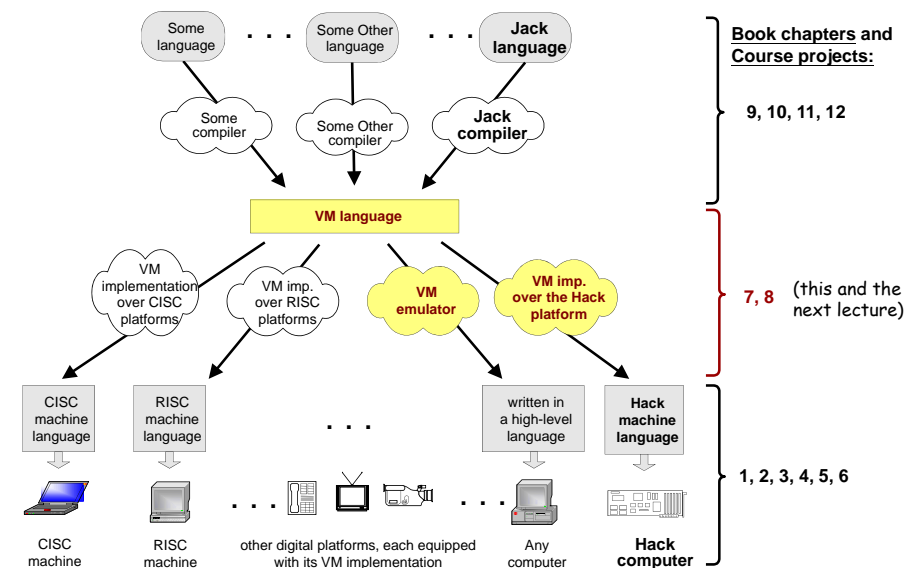 Some
language
. . .
Some Other
language
. . .
Jack
language
Book chapters and
Course projects:
Some
compiler
Some Other
compiler
Jack
compiler
9, 10, 11, 12
VM language
VM
implementation
over CISC
platforms
VM imp.
over RISC
platforms
VM
emulator
VM imp.
over the Hack
platform
7, 8
(this and the
next lecture)
CISC
machine
language
RISC
machine
language
. . .
written in
a high-level
language
Hack
machine
language
1, 2, 3, 4, 5, 6
. . .
. . .
CISC
machine
RISC
machine
other digital platforms, each equipped
with its VM implementation
Any
computer
Hack
computer